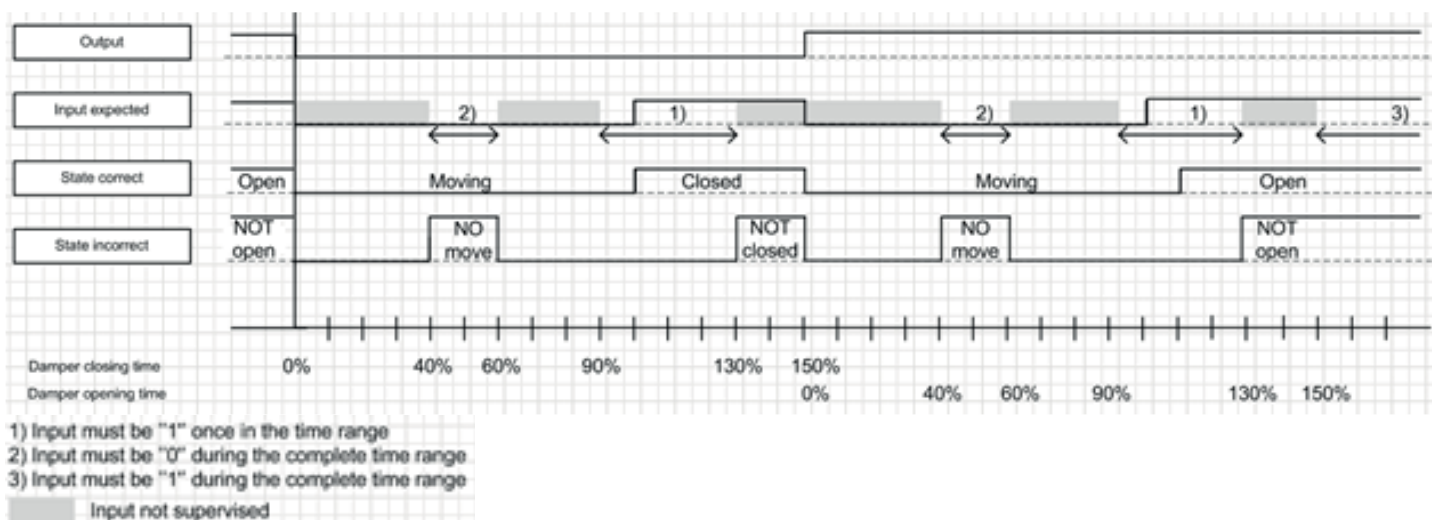 Output
Input expected 2) 1) 2) 1) 3)
State correct Open Moving Closed Moving Open
State incorrect NOT open NO move NOT closed NO move NOT open
Damper closing time 0% 40% 60% 90% 130% 150%
Damper opening time 0% 40% 60% 90% 130% 150%
1) Input must be "1" once in the time range
2) Input must be "0" during the complete time range
3) Input must be "1" during the complete time range
Input not supervised